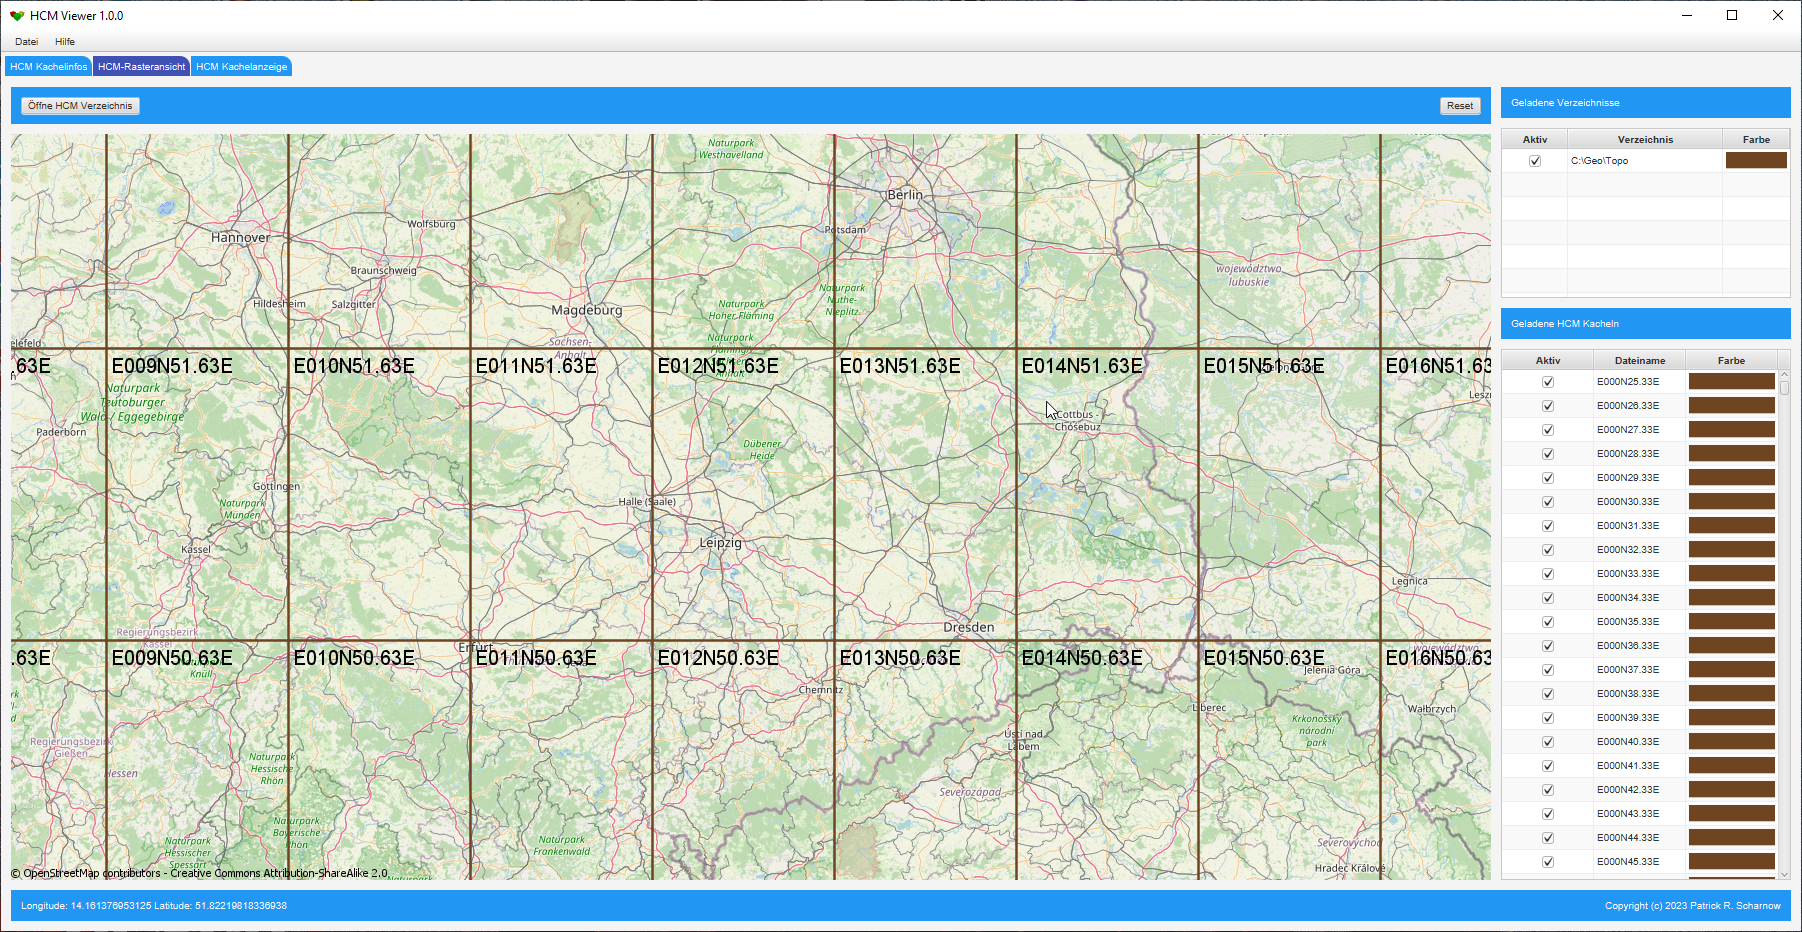 HCM Viewer 1.0.0
Datei Hilfe
HCM Kachelinfos HCM-Rasteransicht HCM Kachelanzeige
Öffne HCM Verzeichnis Reset
Naturpark
Westhavelland
Berlin
Wolfsburg
Hannover
Potsdam
Braunschweig
województwo
lubuskie
Hildesheim Salzgitter
Magdeburg
Naturpark
Hoher Fläming
Naturpark
Nuthe-
Nieplitz
Naturpark
Sachsen-
Anhalt
elefeld
.63E E009N51.63E E010N51.63E E011N51.63E E012N51.63E E013N51.63E E014N51.63E E015N51.63E E016N51.63
Naturpark
Teutoburger
Wald / Eggegebirge
Paderborn
Cottbus -
Chóśebuz
Dübener
Heide
Göttingen
Naturpark
Münden
Halle (Saale)
Leipzig
Kassel
Legnica
Regierungsbezirk
Kassel
Dresden
Erfurt
.63E E009N50.63E E010N50.63E E011N50.63E E012N50.63E E013N50.63E E014N50.63E E015N50.63E E016N50.63
Naturpark
Knüll
Jelenia Góra
Chemnitz
Liberec
Wałbrzych
Krkonošský
národní
park
Ústí nad
Labem
Regierungsbezirk
Gießen
Hessen
Naturpark
Hessische
Rhön
Severozápad
Naturpark
Bayerische
Rhön
Naturpark
Hessischer
Spessart
Naturpark
Frankenwald
Severovýchod
Hradec Králové
© OpenStreetMap contributors - Creative Commons Attribution-ShareAlike 2.0
Geladene Verzeichnisse
Aktiv Verzeichnis Farbe
C:\Geo\Topo
Geladene HCM Kacheln
Aktiv Dateiname Farbe
E000N25.33E
E000N26.33E
E000N27.33E
E000N28.33E
E000N29.33E
E000N30.33E
E000N31.33E
E000N32.33E
E000N33.33E
E000N34.33E
E000N35.33E
E000N36.33E
E000N37.33E
E000N38.33E
E000N39.33E
E000N40.33E
E000N41.33E
E000N42.33E
E000N43.33E
E000N44.33E
E000N45.33E
Longitude: 14.161376953125 Latitude: 51.82219818336938
Copyright (c) 2023 Patrick R. Scharnow